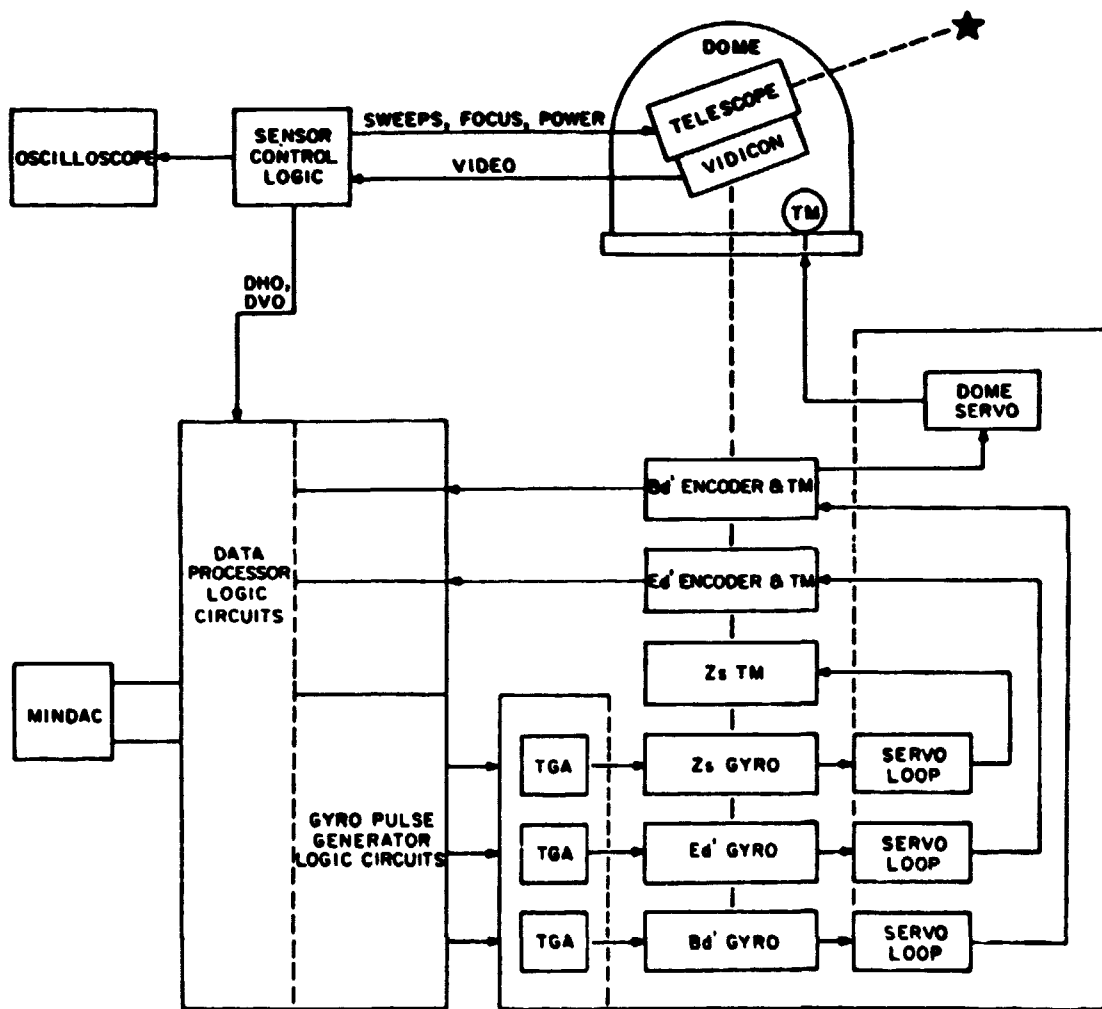 DOME
TELESCOPE
VIDICON
TM
SWEEPS, FOCUS, POWER
VIDEO
OSCILLOSCOPE
SENSOR
CONTROL
LOGIC
DHO,
DVO
DOME
SERVO
Bd' ENCODER & TM
Ed' ENCODER & TM
Zs TM
DATA
PROCESSOR
LOGIC
CIRCUITS
MINDAC
GYRO PULSE
GENERATOR
LOGIC CIRCUITS
TGA
Zs GYRO
SERVO
LOOP
TGA
Ed' GYRO
SERVO
LOOP
TGA
Bd' GYRO
SERVO
LOOP